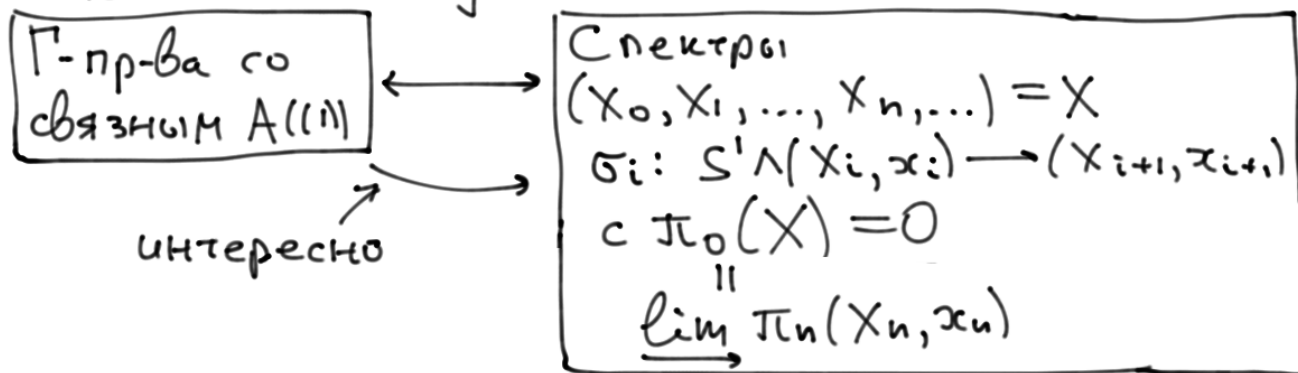 Г-пр-ва со
связным A((1))
интересно
Спектры
(X₀, X₁, ..., Xₙ, ...) = X
σᵢ: S¹∧(Xᵢ, xᵢ) → (Xᵢ₊₁, xᵢ₊₁)
с π₀(X) = 0
||
lim πₙ(Xₙ, xₙ)